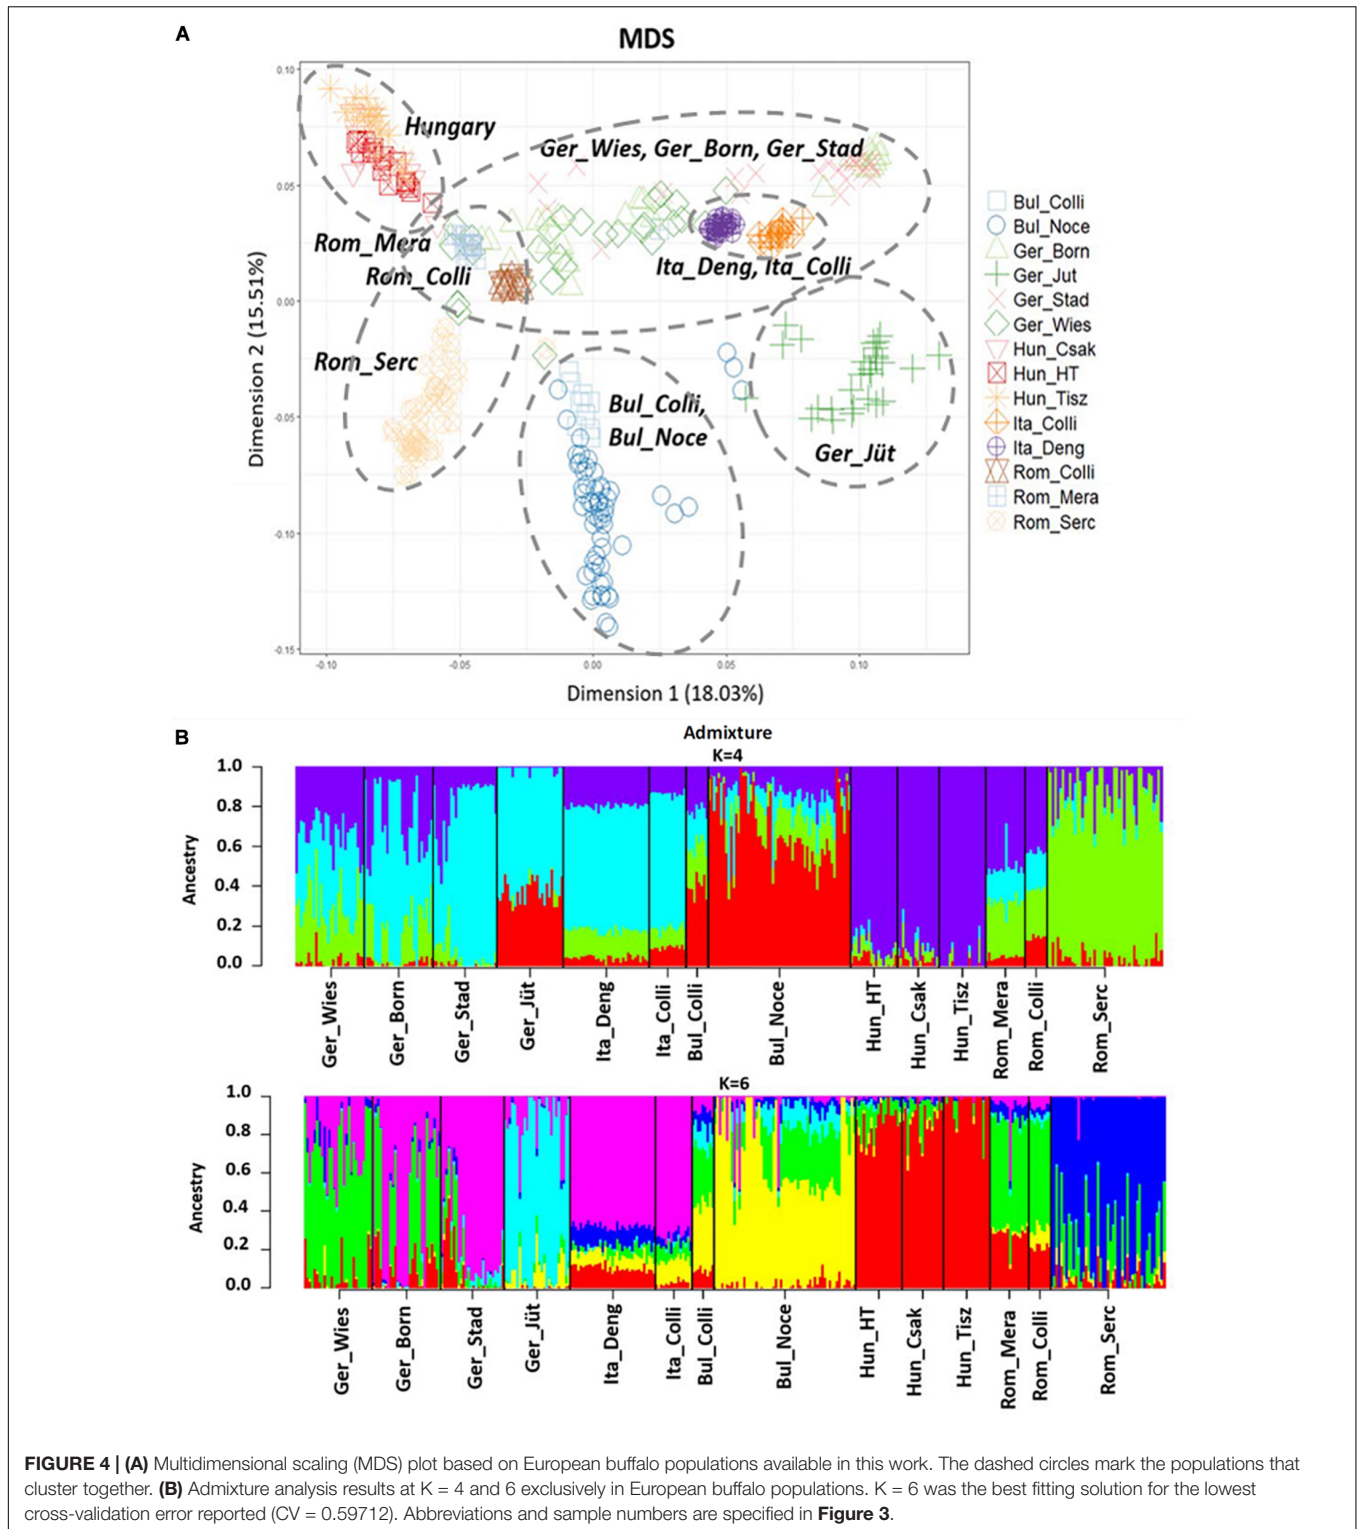 A
MDS
0.10
0.05
0.00
-0.05
-0.10
-0.15
Dimension 2 (15.51%)
Hungary
Ger_Wies, Ger_Born, Ger_Stad
Rom_Mera
Rom_Colli
Ita_Deng, Ita_Colli
Rom_Serc
Bul_Colli,
Bul_Noce
Ger_Jüt
-0.10
-0.05
0.00
0.05
0.10
Dimension 1 (18.03%)
Bul_Colli
Bul_Noce
Ger_Born
Ger_Jut
Ger_Stad
Ger_Wies
Hun_Csak
Hun_HT
Hun_Tisz
Ita_Colli
Ita_Deng
Rom_Colli
Rom_Mera
Rom_Serc
B
Admixture
K=4
1.0
0.8
0.6
0.4
0.2
0.0
Ancestry
Ger_Wies
Ger_Born
Ger_Stad
Ger_Jüt
Ita_Deng
Ita_Colli
Bul_Colli
Bul_Noce
Hun_HT
Hun_Csak
Hun_Tisz
Rom_Mera
Rom_Colli
Rom_Serc
K=6
1.0
0.8
0.6
0.4
0.2
0.0
Ancestry
Ger_Wies
Ger_Born
Ger_Stad
Ger_Jüt
Ita_Deng
Ita_Colli
Bul_Colli
Bul_Noce
Hun_HT
Hun_Csak
Hun_Tisz
Rom_Mera
Rom_Colli
Rom_Serc
FIGURE 4 | (A) Multidimensional scaling (MDS) plot based on European buffalo populations available in this work. The dashed circles mark the populations that
cluster together. (B) Admixture analysis results at K = 4 and 6 exclusively in European buffalo populations. K = 6 was the best fitting solution for the lowest
cross-validation error reported (CV = 0.59712). Abbreviations and sample numbers are specified in Figure 3.